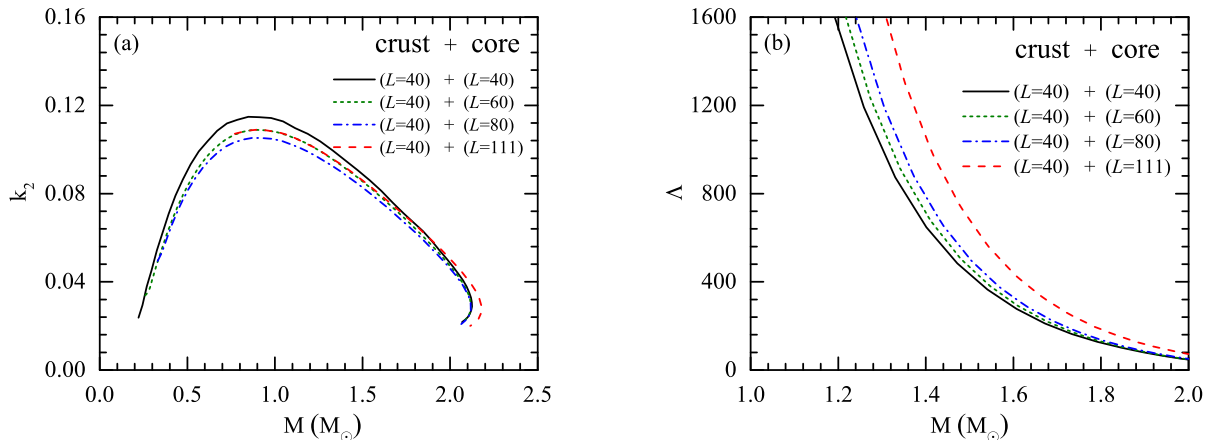 0.16
(a)
crust + core
(L=40) + (L=40)
(L=40) + (L=60)
(L=40) + (L=80)
(L=40) + (L=111)
0.12
0.08
0.04
0.00
k₂
0.0 0.5 1.0 1.5 2.0 2.5
M (M☉)
1600
(b)
crust + core
(L=40) + (L=40)
(L=40) + (L=60)
(L=40) + (L=80)
(L=40) + (L=111)
1200
800
400
0
Λ
1.2 1.4 1.6 1.8 2.0
M (M☉)